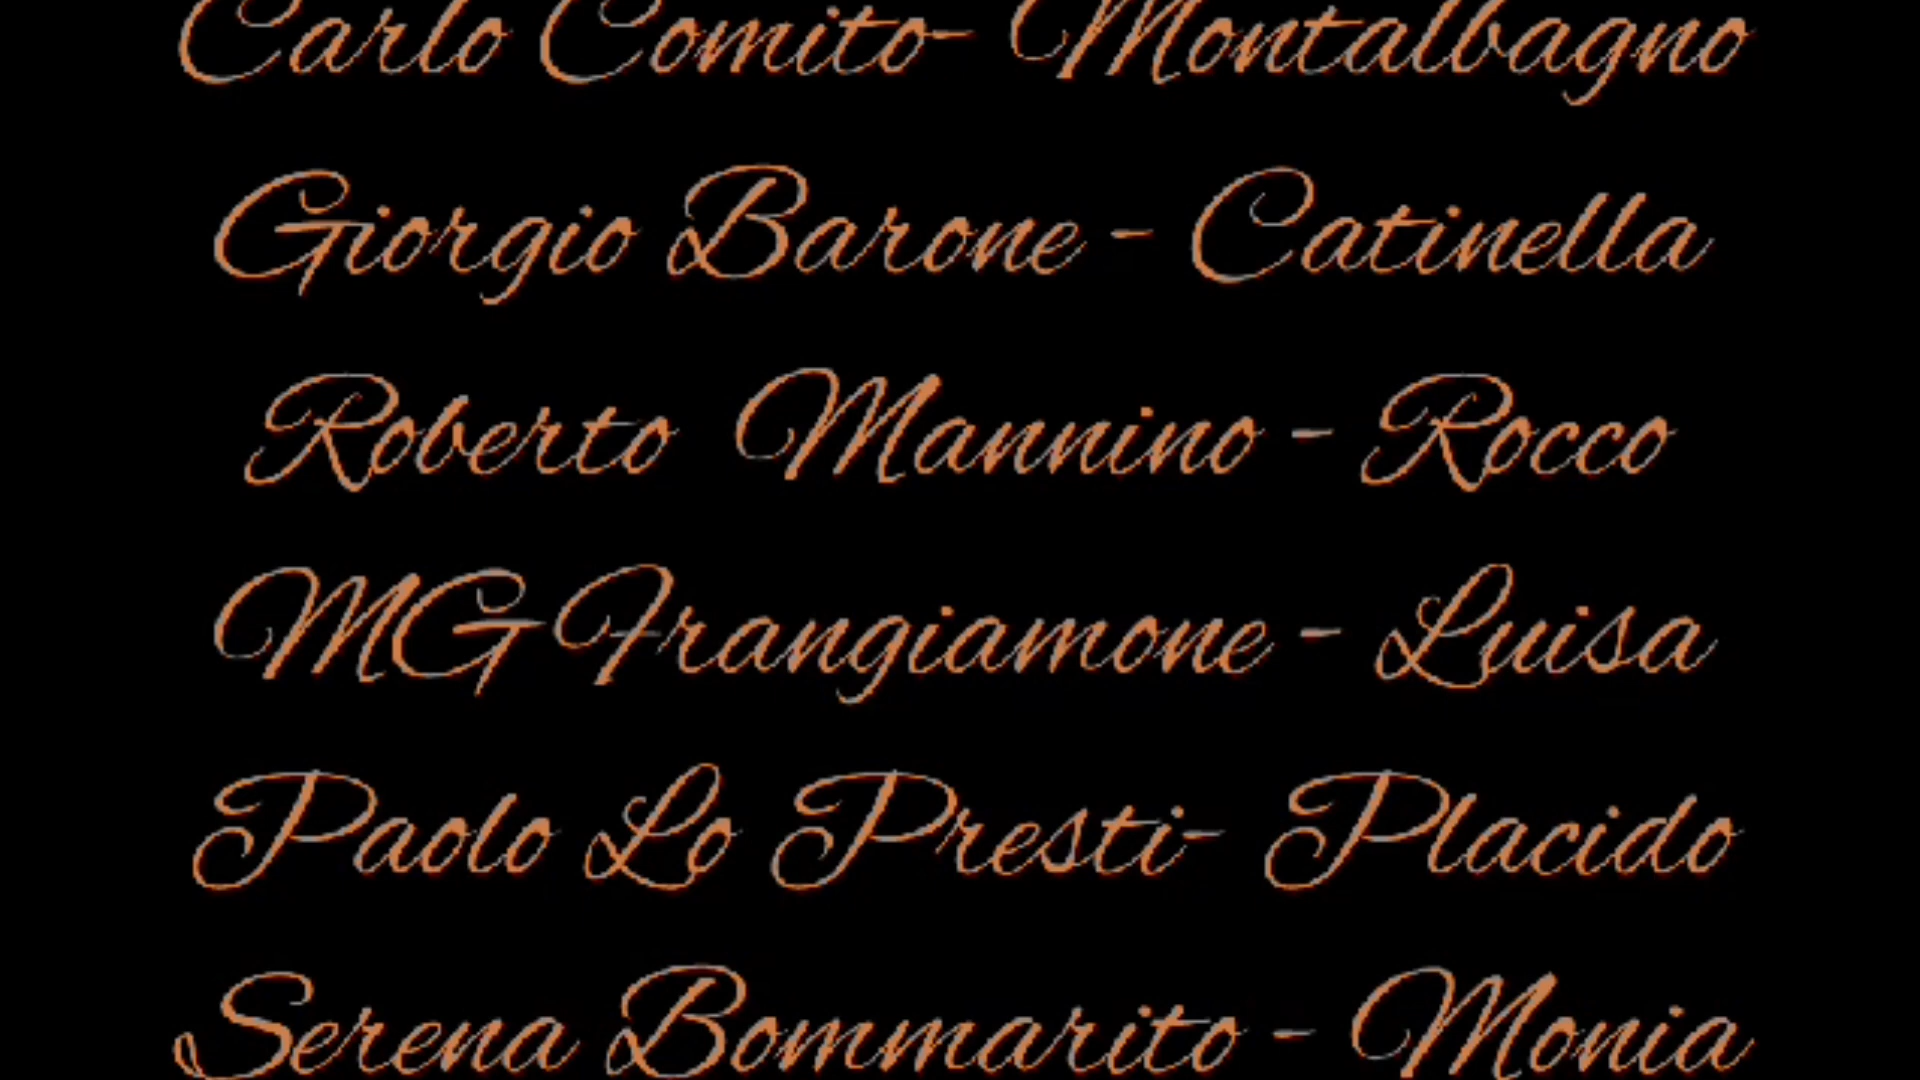 Carlo Comito- Montalbagno
Giorgio Barone - Catinella
Roberto Mannino - Rocco
MG Frangiamone - Luisa
Paolo Lo Presti- Placido
Serena Bommarito - Monia